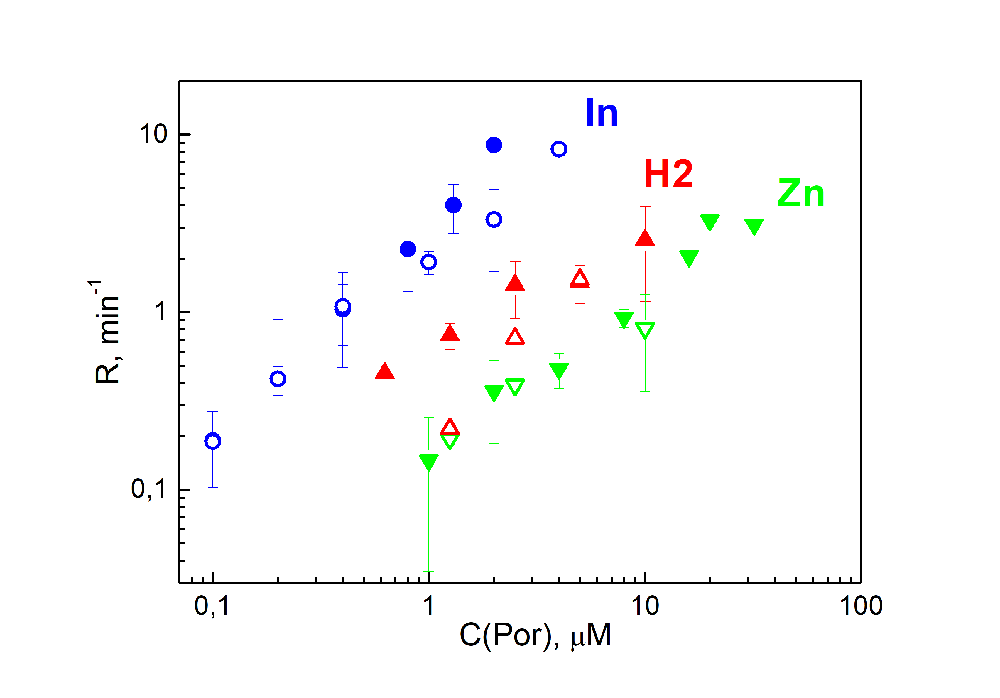 In
H2
Zn
10
1
0,1
R, min-1
0,1
1
10
100
C(Por), μM